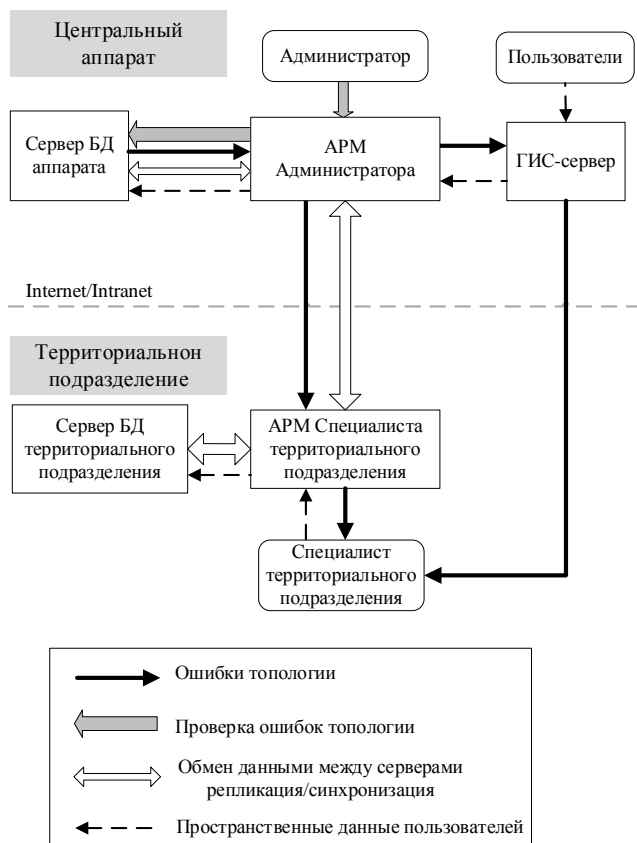 Центральный
аппарат
Администратор
Пользователи
Сервер БД
аппарата
АРМ
Администратора
ГИС-сервер
Internet/Intranet
Территориальнон
подразделение
Сервер БД
территориального
подразделения
АРМ Специалиста
территориального
подразделения
Специалист
территориального
подразделения
Ошибки топологии
Проверка ошибок топологии
Обмен данными между серверами
репликация/синхронизация
Пространственные данные пользователей